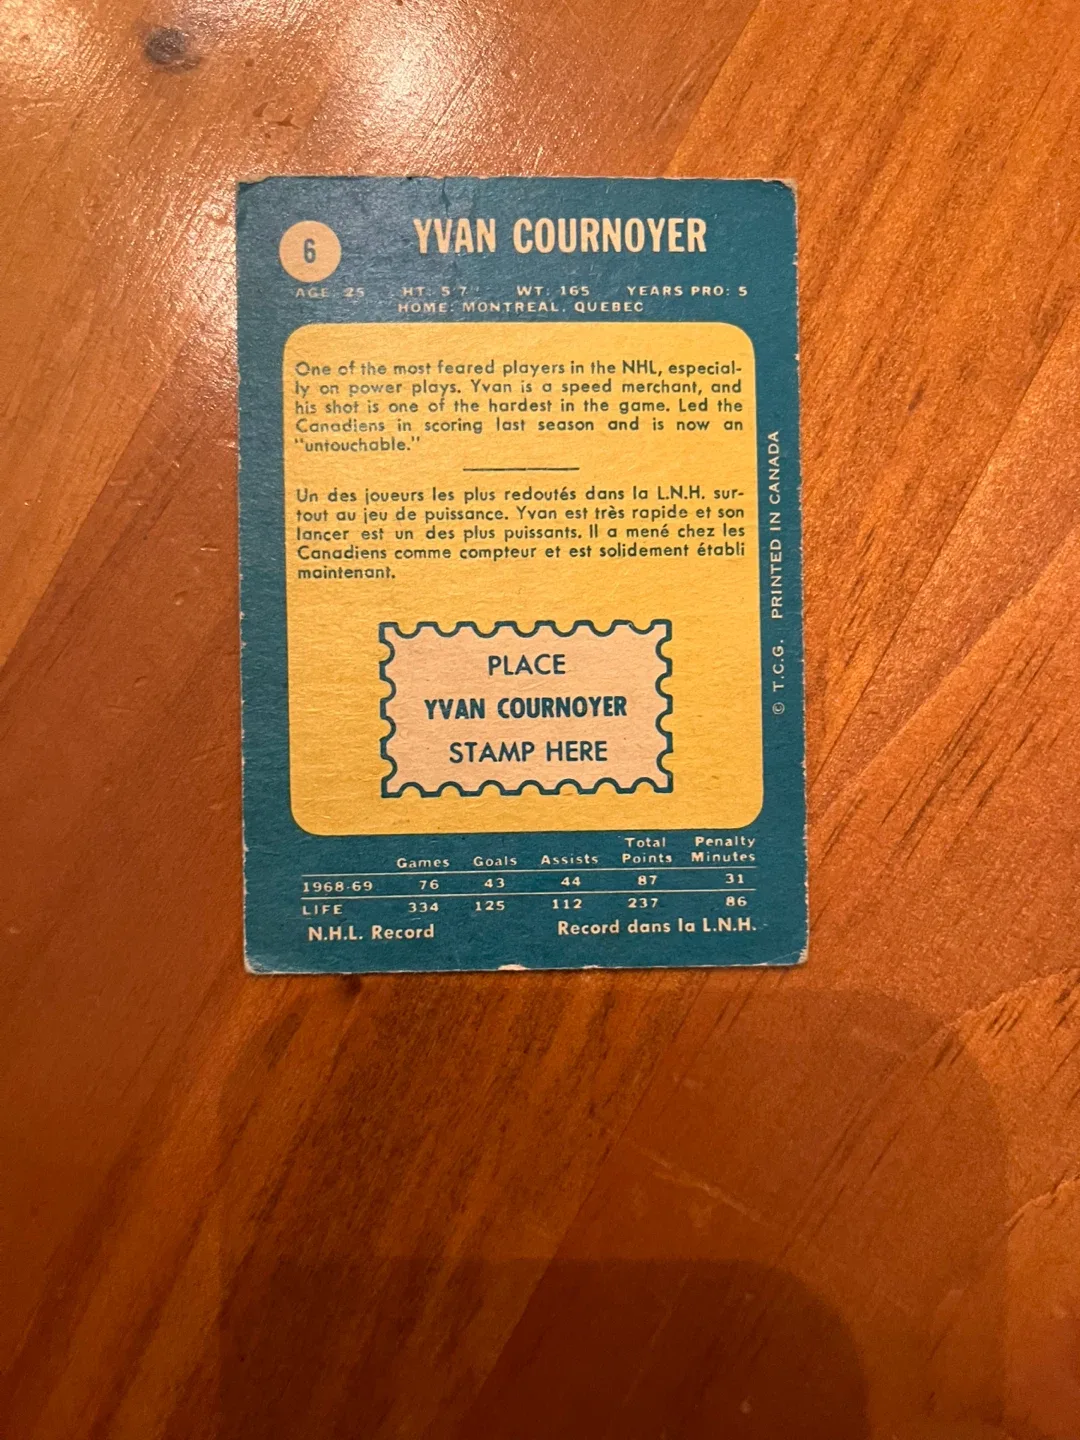 6
YVAN COURNOYER
AGE: 25 HT: 5'7" WT: 165 YEARS PRO: 5
HOME: MONTREAL, QUEBEC
One of the most feared players in the NHL, especial-
ly on power plays. Yvan is a speed merchant, and
his shot is one of the hardest in the game. Led the
Canadiens in scoring last season and is now an
"untouchable."
Un des joueurs les plus redoutés dans la L.N.H. sur-
tout au jeu de puissance. Yvan est très rapide et son
lancer est un des plus puissants. Il a mené chez les
Canadiens comme compteur et est solidement établi
maintenant.
PLACE
YVAN COURNOYER
STAMP HERE
© T.C.G. PRINTED IN CANADA
Games Goals Assists Total Points Penalty Minutes
1968-69 76 43 44 87 31
LIFE 334 125 112 237 86
N.H.L. Record Record dans la L.N.H.